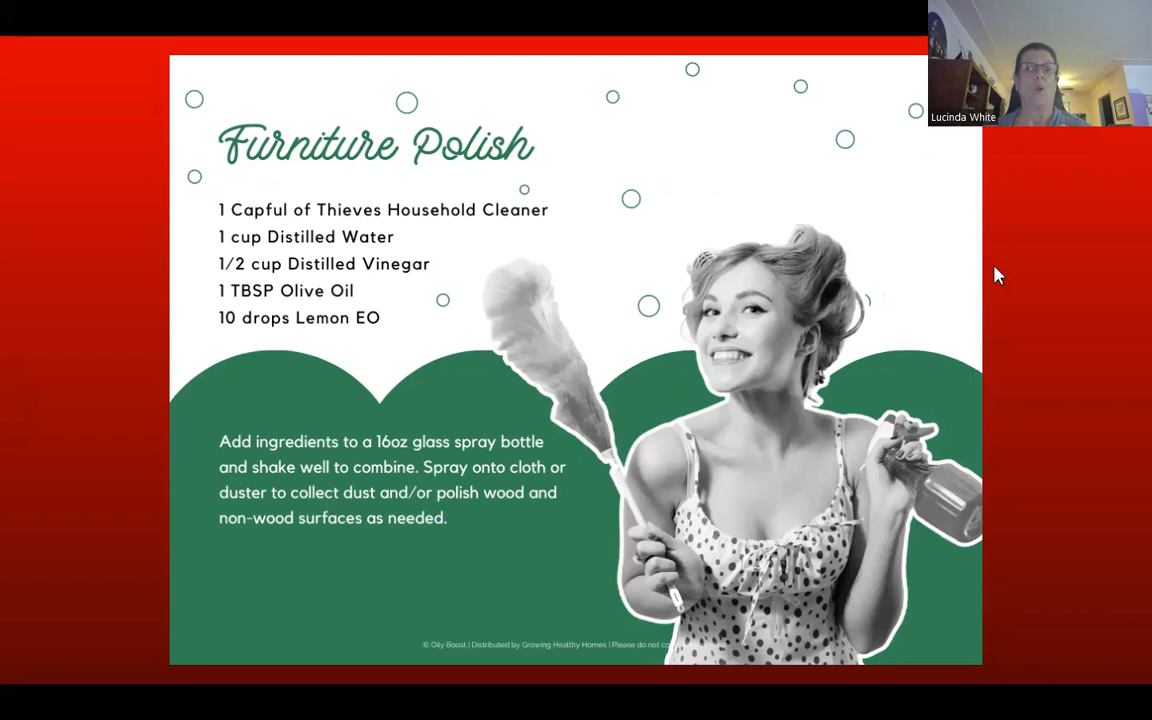 Lucinda White
Furniture Polish
1 Capful of Thieves Household Cleaner
1 cup Distilled Water
1/2 cup Distilled Vinegar
1 TBSP Olive Oil
10 drops Lemon EO
Add ingredients to a 16oz glass spray bottle
and shake well to combine. Spray onto cloth or
duster to collect dust and/or polish wood and
non-wood surfaces as needed.
© Oily Boost | Distributed by Growing Healthy Homes | Please do not